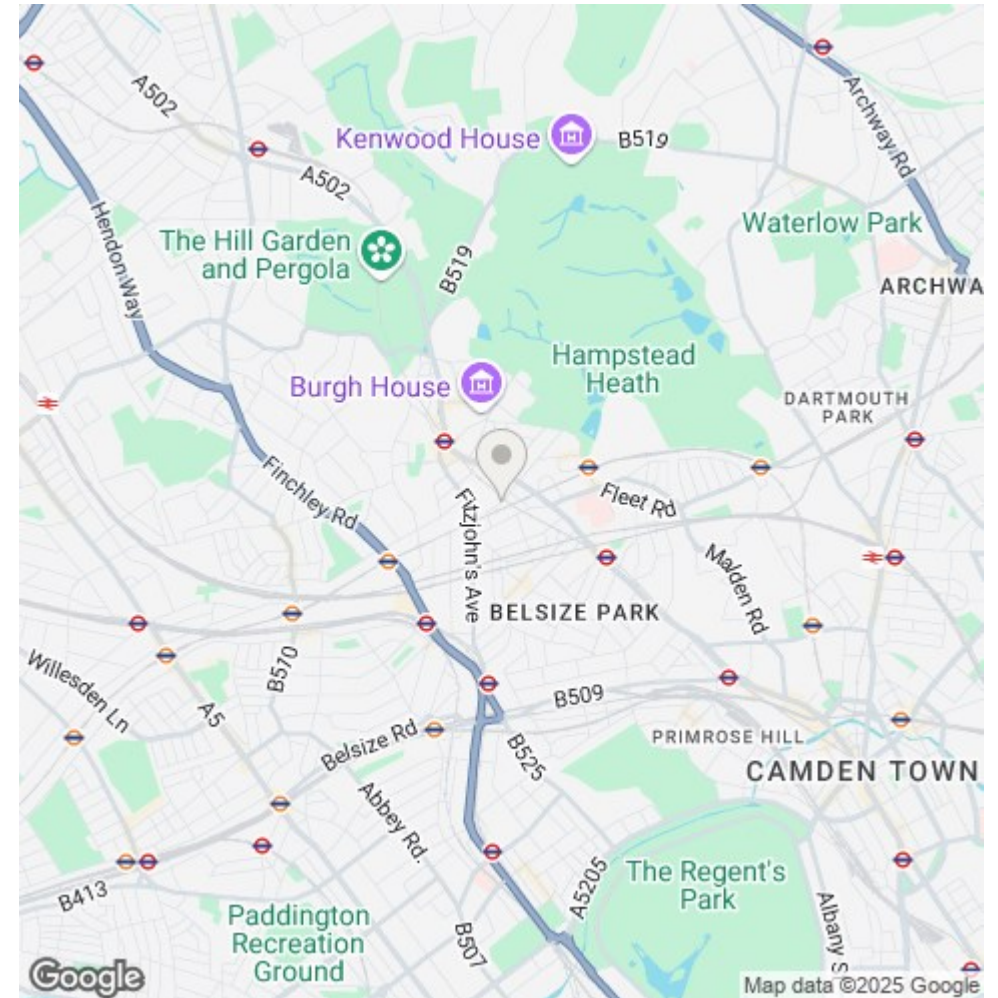 A502
Archway Rd
Kenwood House
B519
A502
Hendon Way
The Hill Garden
and Pergola
B519
Waterlow Park
ARCHWA
Hampstead
Heath
Burgh House
DARTMOUTH
PARK
Finchley Rd
Fitzjohn's Ave
Fleet Rd
Malden Rd
BELSIZE PARK
Willesden Ln
B570
A5
B509
Belsize Rd
B525
PRIMROSE HILL
CAMDEN TOWN
Abbey Rd.
A5205
The Regent's
Park
B413
Albany S
Paddington
Recreation
Ground
B507
Google
Map data ©2025 Google